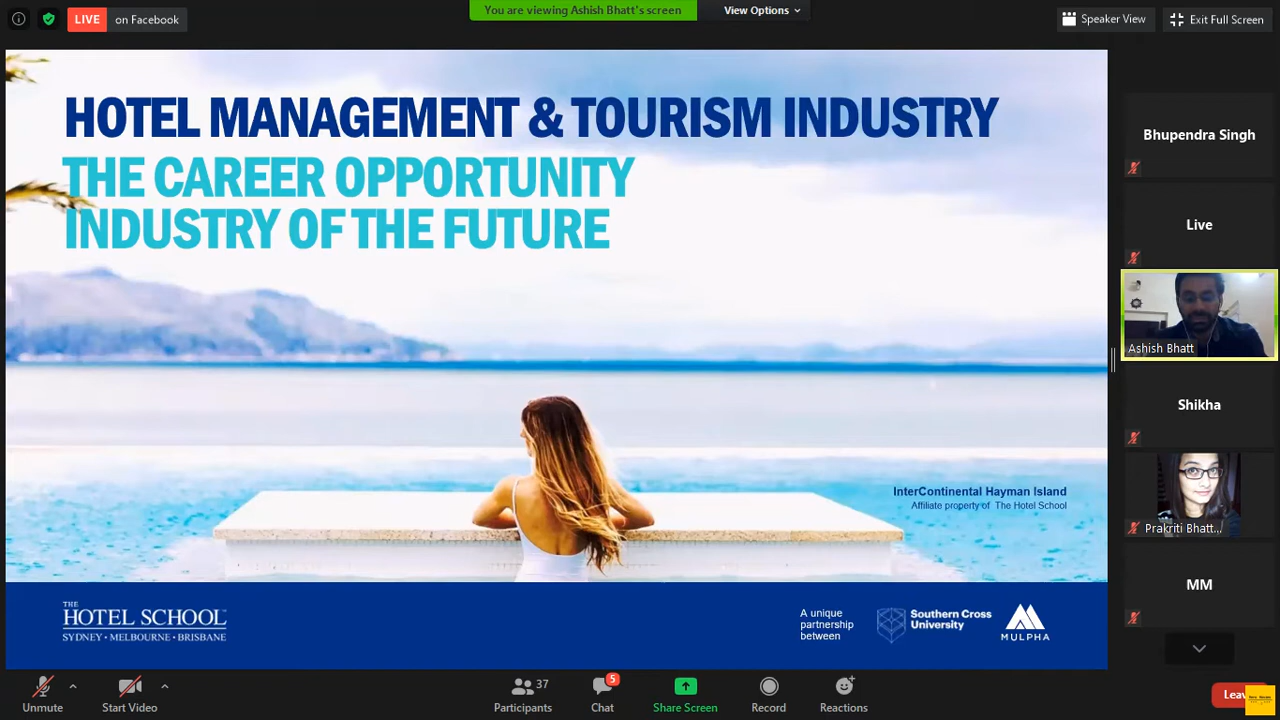 LIVE on Facebook
You are viewing Ashish Bhatt's screen
View Options
Speaker View
Exit Full Screen
HOTEL MANAGEMENT & TOURISM INDUSTRY
THE CAREER OPPORTUNITY
INDUSTRY OF THE FUTURE
InterContinental Hayman Island
Affiliate property of The Hotel School
THE
HOTEL SCHOOL™
SYDNEY • MELBOURNE • BRISBANE
A unique
partnership
between
Southern Cross
University
MULPHA
Bhupendra Singh
Live
Ashish Bhatt
Shikha
Prakriti Bhatt...
MM
Unmute
Start Video
37
Participants
5
Chat
Share Screen
Record
Reactions
Leav